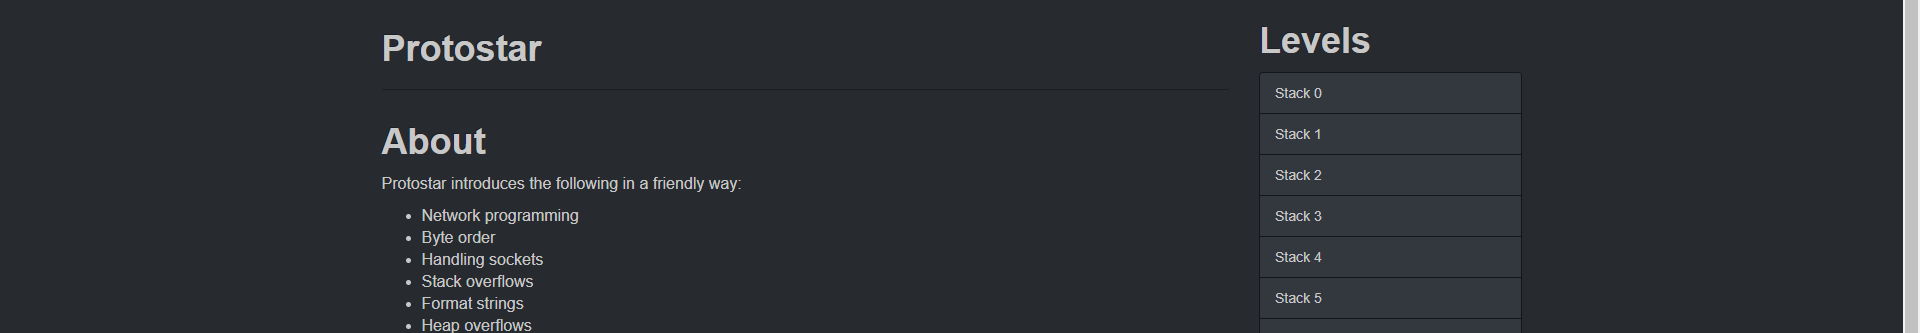 Protostar
About
Protostar introduces the following in a friendly way:
Network programming
Byte order
Handling sockets
Stack overflows
Format strings
Heap overflows
Levels
Stack 0
Stack 1
Stack 2
Stack 3
Stack 4
Stack 5